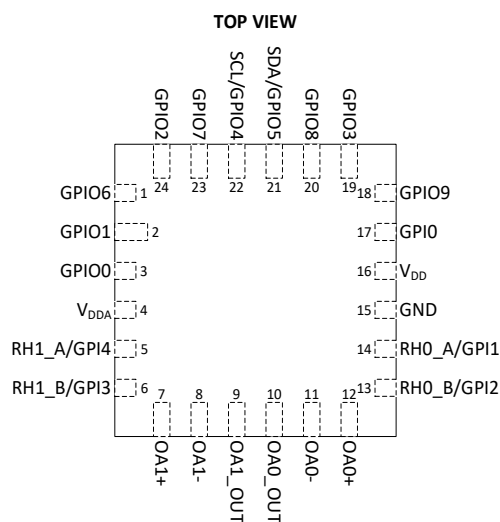 TOP VIEW
GPIO2
GPIO7
SCL/GPIO4
SDA/GPIO5
GPIO8
GPIO3
24
23
22
21
20
19
GPIO6
1
18
GPIO9
GPIO1
2
17
GPI0
GPIO0
3
16
VDD
VDDA
4
15
GND
RH1_A/GPI4
5
14
RH0_A/GPI1
RH1_B/GPI3
6
13
RH0_B/GPI2
7
8
9
10
11
12
OA1+
OA1-
OA1_OUT
OA0_OUT
OA0-
OA0+